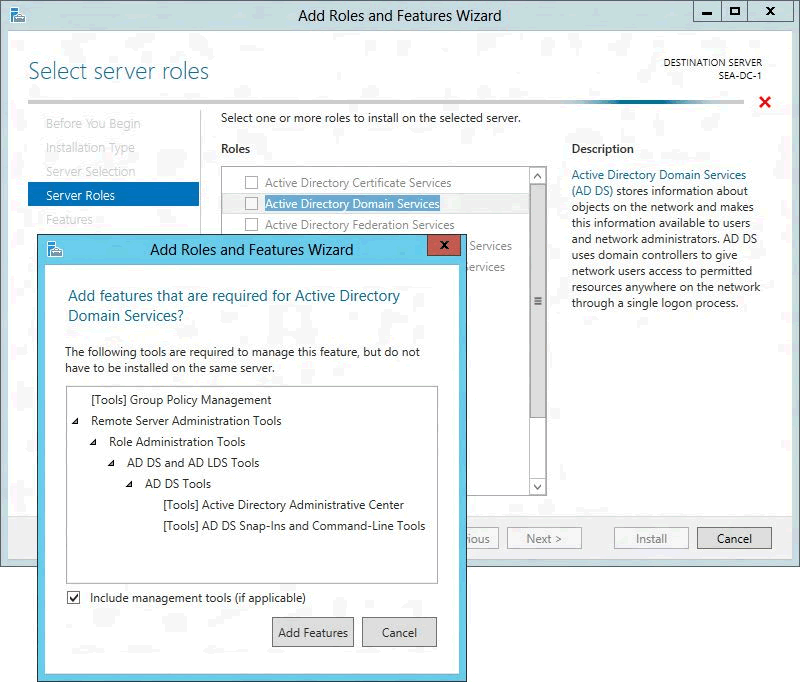 Add Roles and Features Wizard
Select server roles
DESTINATION SERVER
SEA-DC-1
Before You Begin
Installation Type
Server Selection
Server Roles
Features
Select one or more roles to install on the selected server.
Roles
Active Directory Certificate Services
Active Directory Domain Services
Active Directory Federation Services
Services
ervices
Description
Active Directory Domain Services
(AD DS) stores information about
objects on the network and makes
this information available to users
and network administrators. AD DS
uses domain controllers to give
network users access to permitted
resources anywhere on the network
through a single logon process.
ious
Next >
Install
Cancel
Add Roles and Features Wizard
Add features that are required for Active Directory
Domain Services?
The following tools are required to manage this feature, but do not
have to be installed on the same server.
[Tools] Group Policy Management
Remote Server Administration Tools
Role Administration Tools
AD DS and AD LDS Tools
AD DS Tools
[Tools] Active Directory Administrative Center
[Tools] AD DS Snap-Ins and Command-Line Tools
Include management tools (if applicable)
Add Features
Cancel